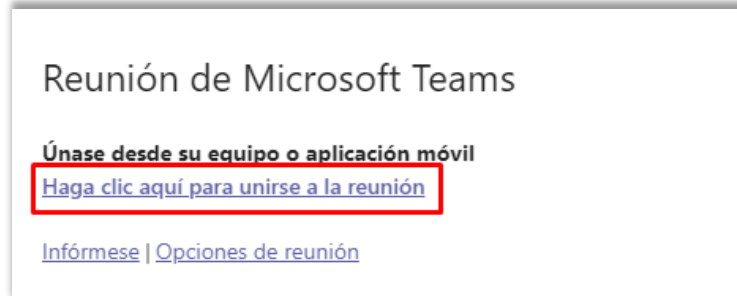 Reunión de Microsoft Teams
Únase desde su equipo o aplicación móvil
Haga clic aquí para unirse a la reunión
Infórmese | Opciones de reunión